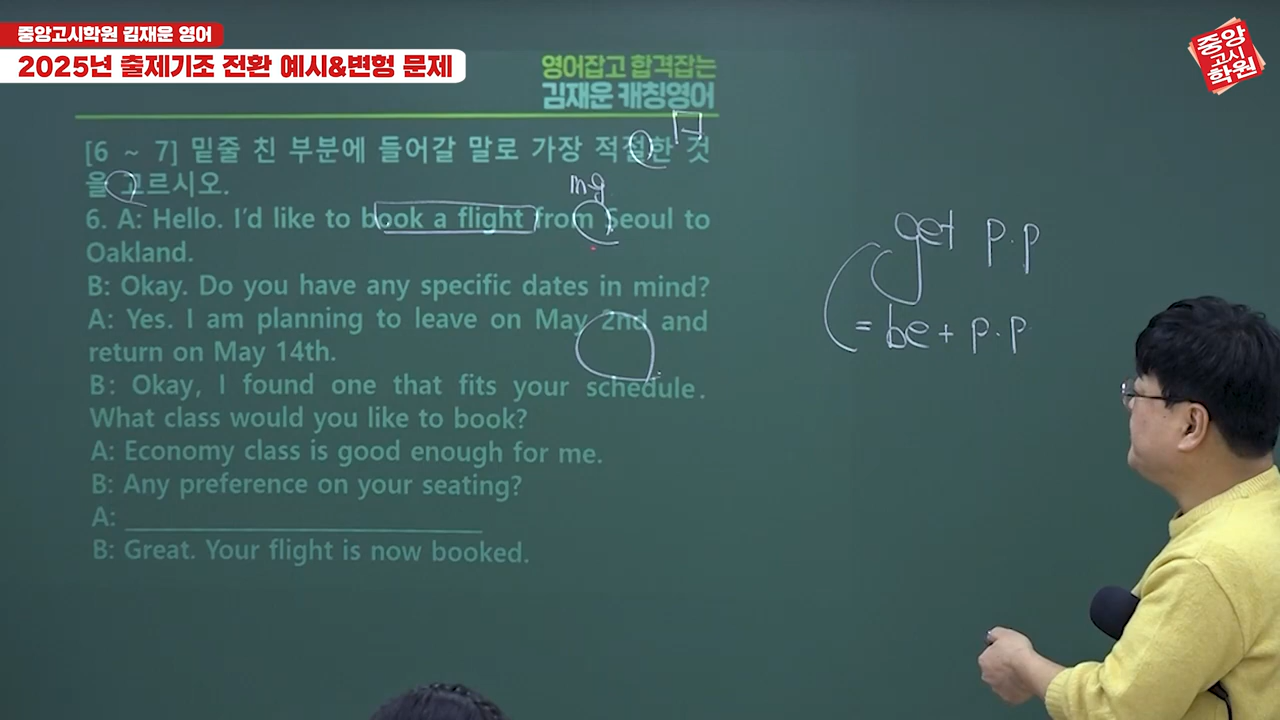 중앙고시학원 김재운 영어
2025년 출제기조 전환 예시&변형 문제
중앙
고시
학원
영어잡고 합격잡는
김재운 캐칭영어
[6 ~ 7] 밑줄 친 부분에 들어갈 말로 가장 적절한 것
을 고르시오.
mg
6. A: Hello. I'd like to book a flight from Seoul to
Oakland.
B: Okay. Do you have any specific dates in mind?
A: Yes. I am planning to leave on May 2nd and
return on May 14th.
B: Okay, I found one that fits your schedule.
What class would you like to book?
A: Economy class is good enough for me.
B: Any preference on your seating?
A: ____________________
B: Great. Your flight is now booked.
get p.p
= be + p.p